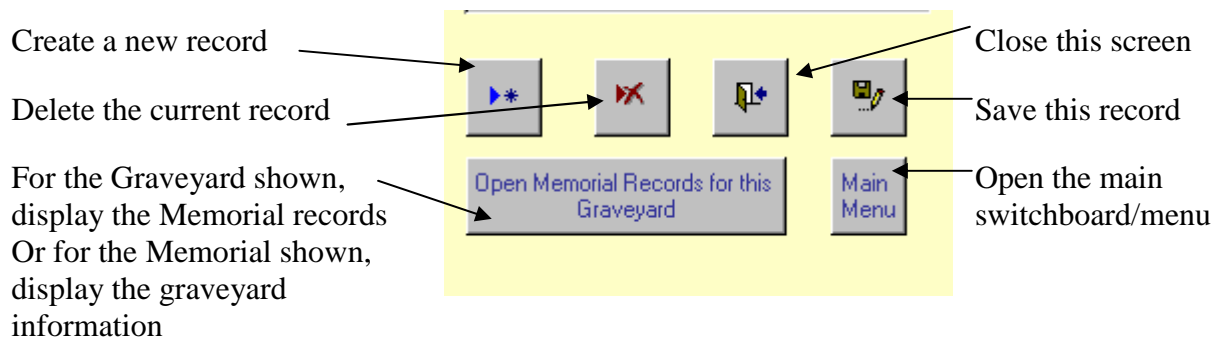 Create a new record
Delete the current record
For the Graveyard shown,
display the Memorial records
Or for the Memorial shown,
display the graveyard
information
Open Memorial Records for this
Graveyard
Main
Menu
Close this screen
Save this record
Open the main
switchboard/menu